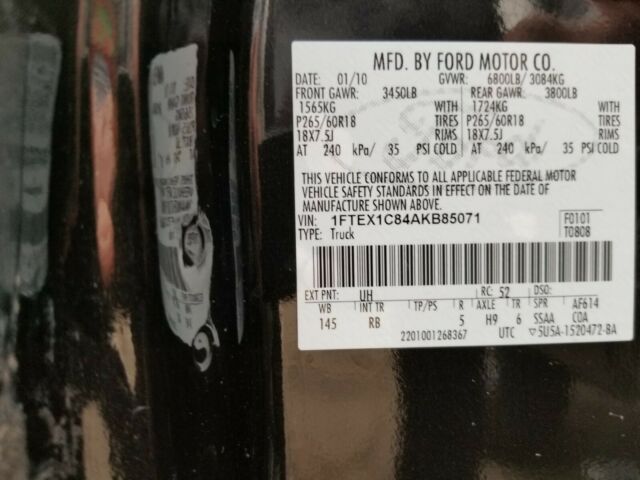 MFD. BY FORD MOTOR CO.
DATE: 01/10 GVWR: 6800LB/ 3084KG
FRONT GAWR: 3450LB REAR GAWR: 3800LB
1565KG WITH 1724KG WITH
P265/60R18 TIRES P265/60R18 TIRES
18X7.5J RIMS 18X7.5J RIMS
AT 240 kPa/ 35 PSI COLD AT 240 kPa/ 35 PSI COLD
THIS VEHICLE CONFORMS TO ALL APPLICABLE FEDERAL MOTOR
VEHICLE SAFETY STANDARDS IN EFFECT ON THE DATE OF
MANUFACTURE SHOWN ABOVE.
VIN: 1FTEX1C84AKB85071 F0101
TYPE: Truck T0808
EXT PNT: UH RC: 52 DSO:
WB INT TR TP/PS R AXLE TR SPR AF614
145 RB 5 H9 6 SSAA COA
2201001268367 UTC ▽5U5A-1520472-BA